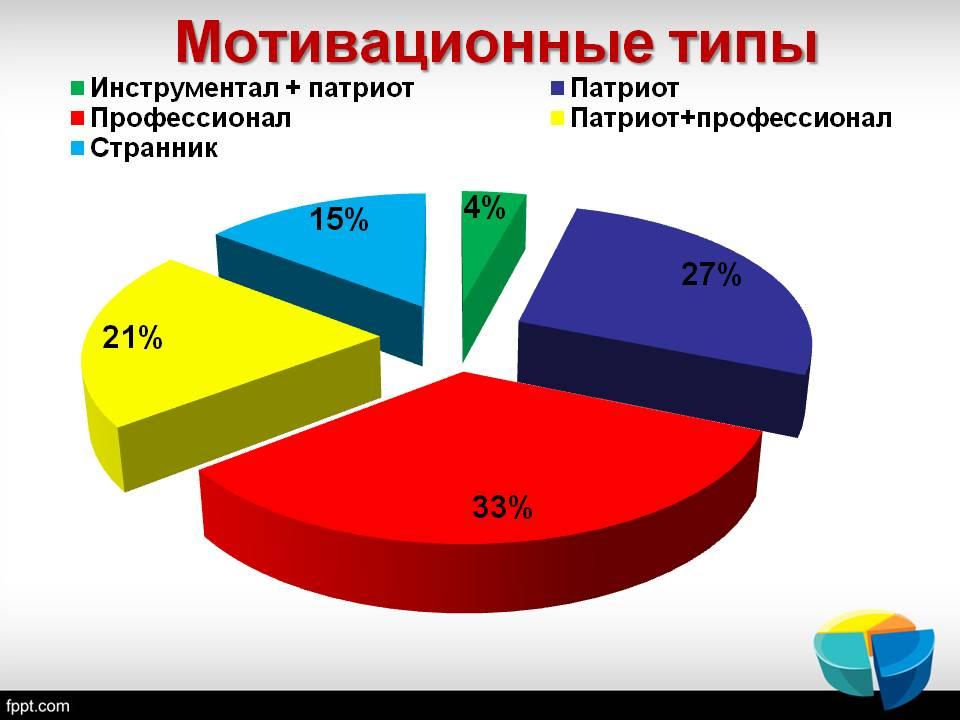 Мотивационные типы
Инструментал + патриот
Патриот
Профессионал
Патриот+профессионал
Странник
4%
15%
27%
21%
33%
fppt.com